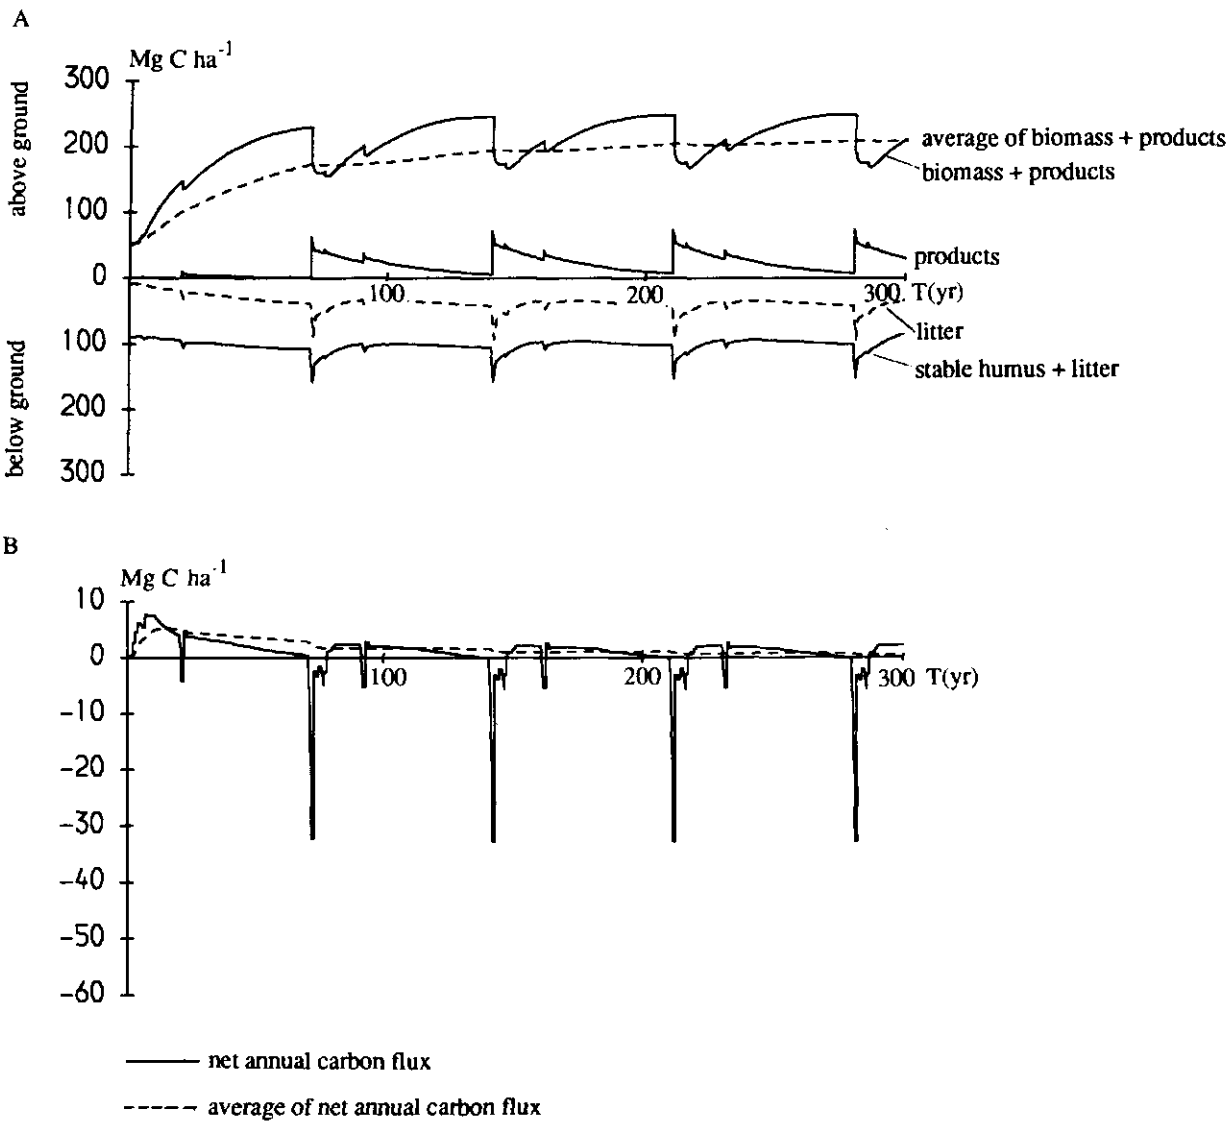 A
Mg C ha⁻¹
300
200
100
0
100
200
300
above ground
below ground
average of biomass + products
biomass + products
products
100
200
300
T(yr)
litter
stable humus + litter
B
Mg C ha⁻¹
10
0
-10
-20
-30
-40
-50
-60
100
200
300
T(yr)
net annual carbon flux
average of net annual carbon flux